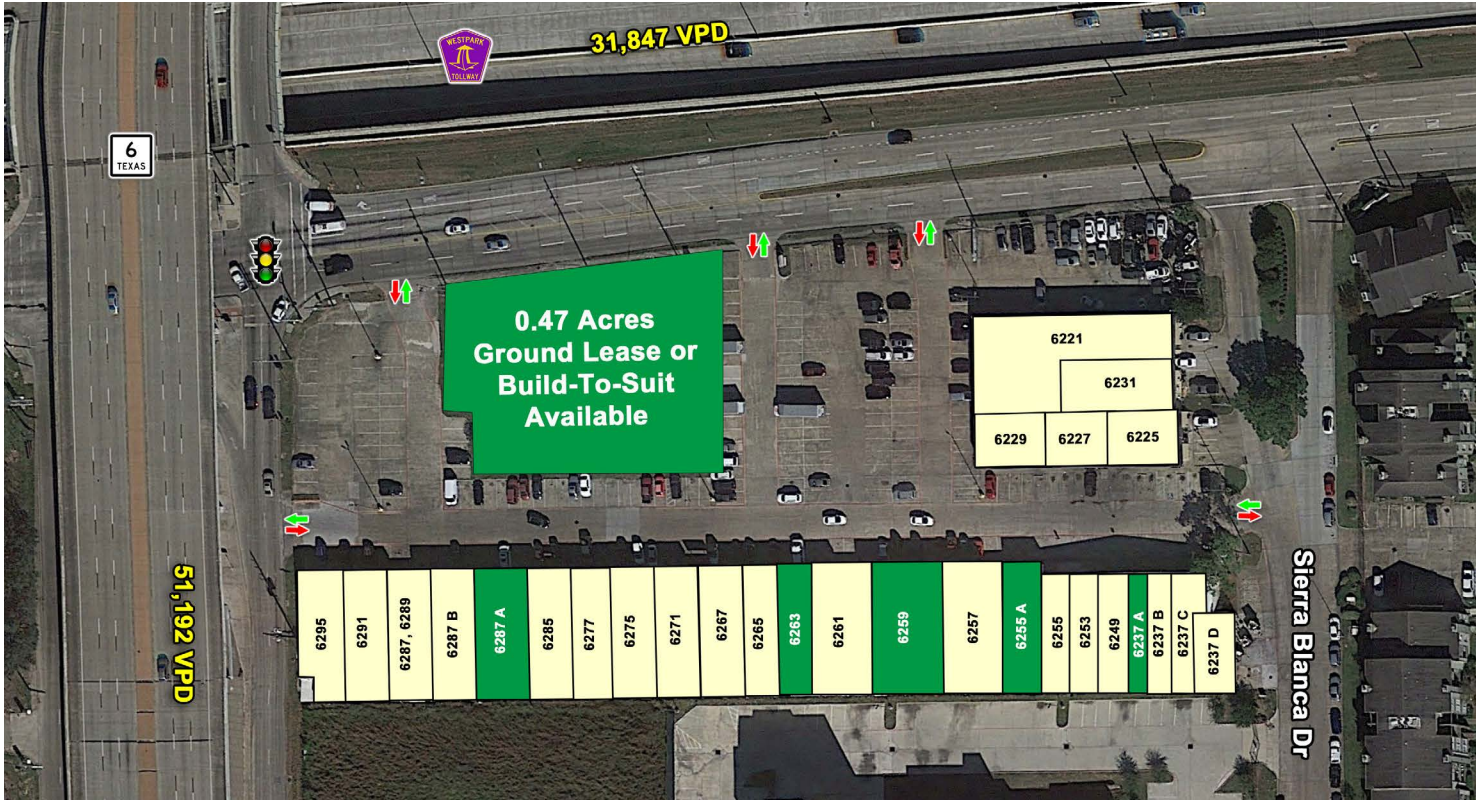 31,847 VPD
WESTPARK
TOLLWAY
6
TEXAS
0.47 Acres
Ground Lease or
Build-To-Suit
Available
6221
6231
6229
6227
6225
51,192 VPD
Sierra Blanca Dr
6295
6291
6287, 6289
6287 B
6287 A
6285
6277
6275
6271
6267
6265
6263
6261
6259
6257
6255 A
6255
6253
6249
6237 A
6237 B
6237 C
6237 D